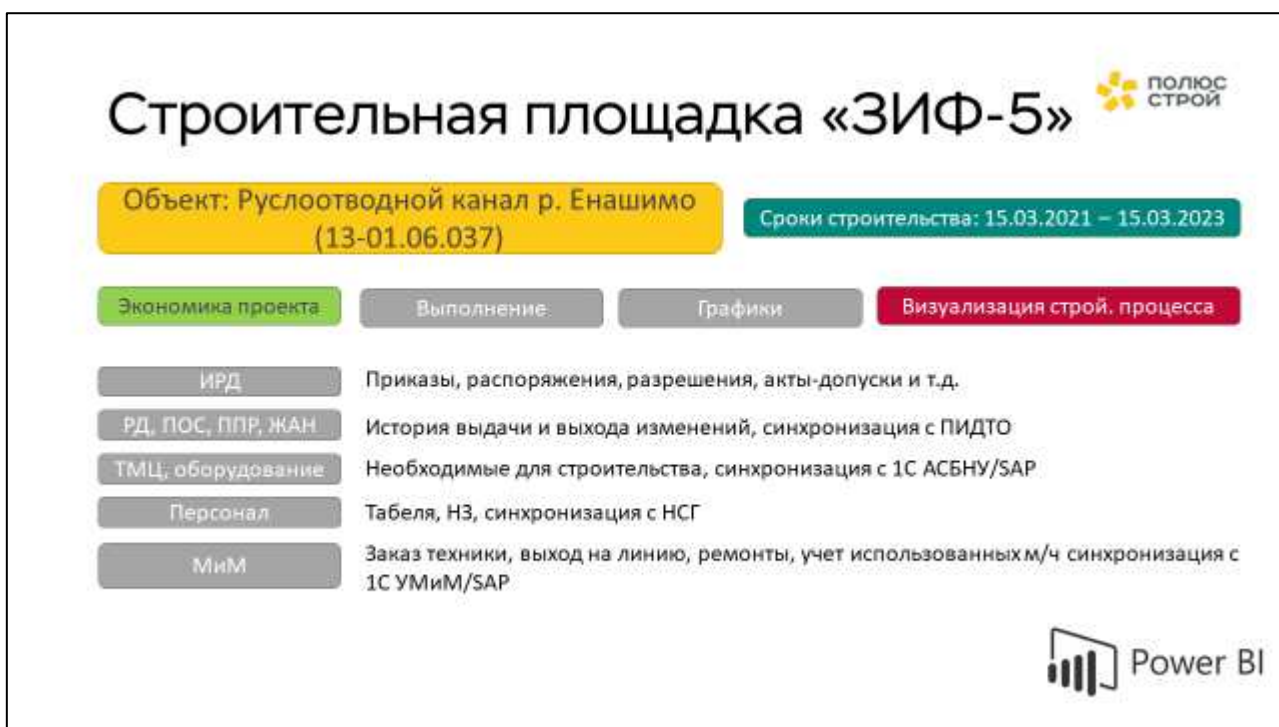 Строительная площадка «ЗИФ-5»
ПОЛЮС
СТРОЙ
Объект: Руслоотводной канал р. Енашимо
(13-01.06.037)
Сроки строительства: 15.03.2021 – 15.03.2023
Экономика проекта
Выполнение
Графики
Визуализация строй. процесса
ИРД
Приказы, распоряжения, разрешения, акты-допуски и т.д.
РД, ПОС, ППР, ЖАН
История выдачи и выхода изменений, синхронизация с ПИДТО
ТМЦ, оборудование
Необходимые для строительства, синхронизация с 1С АСБНУ/SAP
Персонал
Табеля, НЗ, синхронизация с НСГ
МиМ
Заказ техники, выход на линию, ремонты, учет использованных м/ч синхронизация с
1С УМиМ/SAP
Power BI